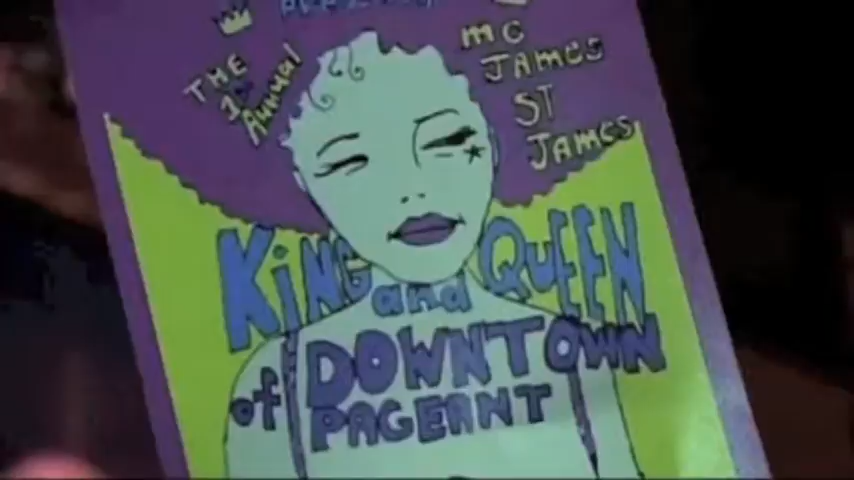 THE
1st
Annual
MC
JAMES
ST
JAMES
KiNG and QUEEN
of DOWNTOWN
PAGEANT